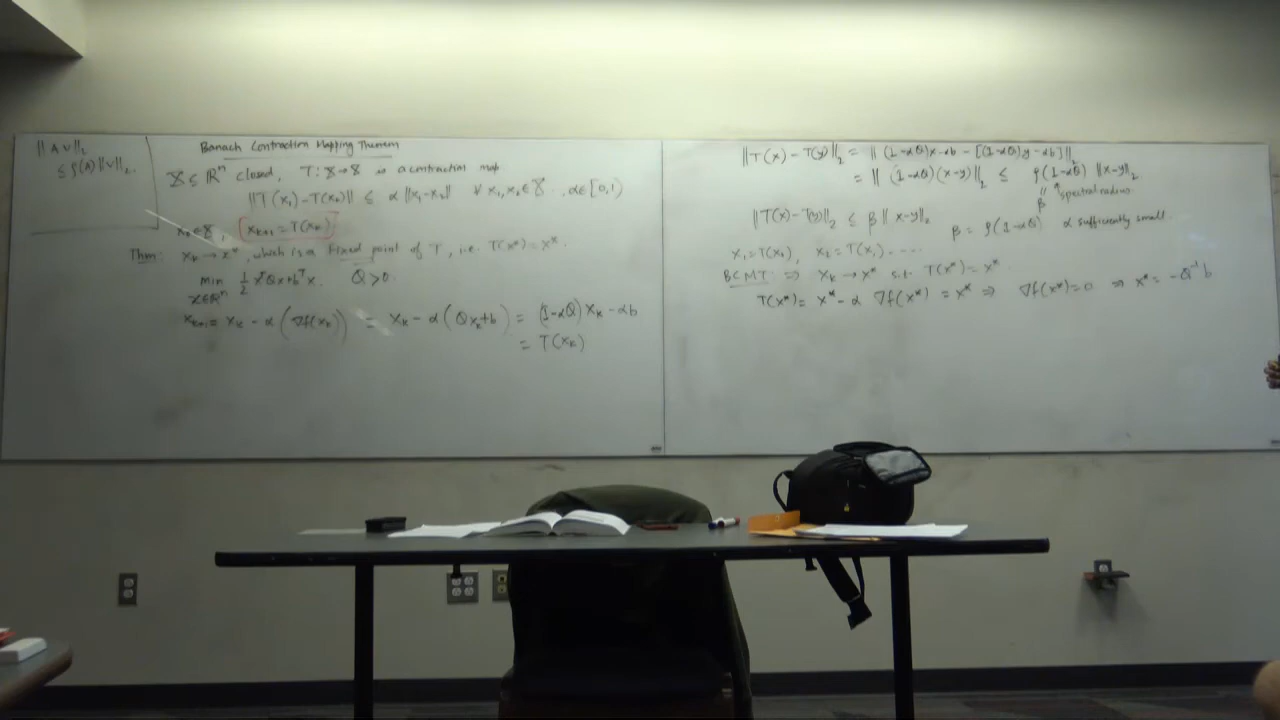 ‖Av‖₂
≤ ρ(A)‖v‖₂.
Banach Contraction Mapping Theorem
X ⊆ ℝⁿ closed, T: X→X is a contraction map
‖T(x₁)-T(x₂)‖ ≤ α ‖x₁-x₂‖ ∀ x₁,x₂∈X, α∈[0,1)
x₀∈X, x_{k+1} = T(x_k)
Thm: x_k → x*, which is a fixed point of T, i.e. T(x*)=x*.
min ½ xᵀQx+bᵀx. Q>0.
x∈ℝⁿ
x_{k+1} = x_k - α(∇f(x_k)) = x_k - α(Qx_k+b) = (I-αQ)x_k - αb
= T(x_k)
‖T(x)-T(y)‖₂ = ‖(I-αQ)x-αb - [(I-αQ)y-αb]‖₂
= ‖(I-αQ)(x-y)‖₂ ≤ ρ(I-αQ) ‖x-y‖₂
‖ ↑ spectral radius
β
‖T(x)-T(y)‖₂ ≤ β ‖x-y‖₂ β = ρ(I-αQ) α sufficiently small
x₁=T(x₀), x₂=T(x₁)....
BCMT: ⇒ x_k → x* s.t. T(x*)=x*.
T(x*)= x*-α ∇f(x*) = x* ⇒ ∇f(x*)=0 ⇒ x* = -Q⁻¹b